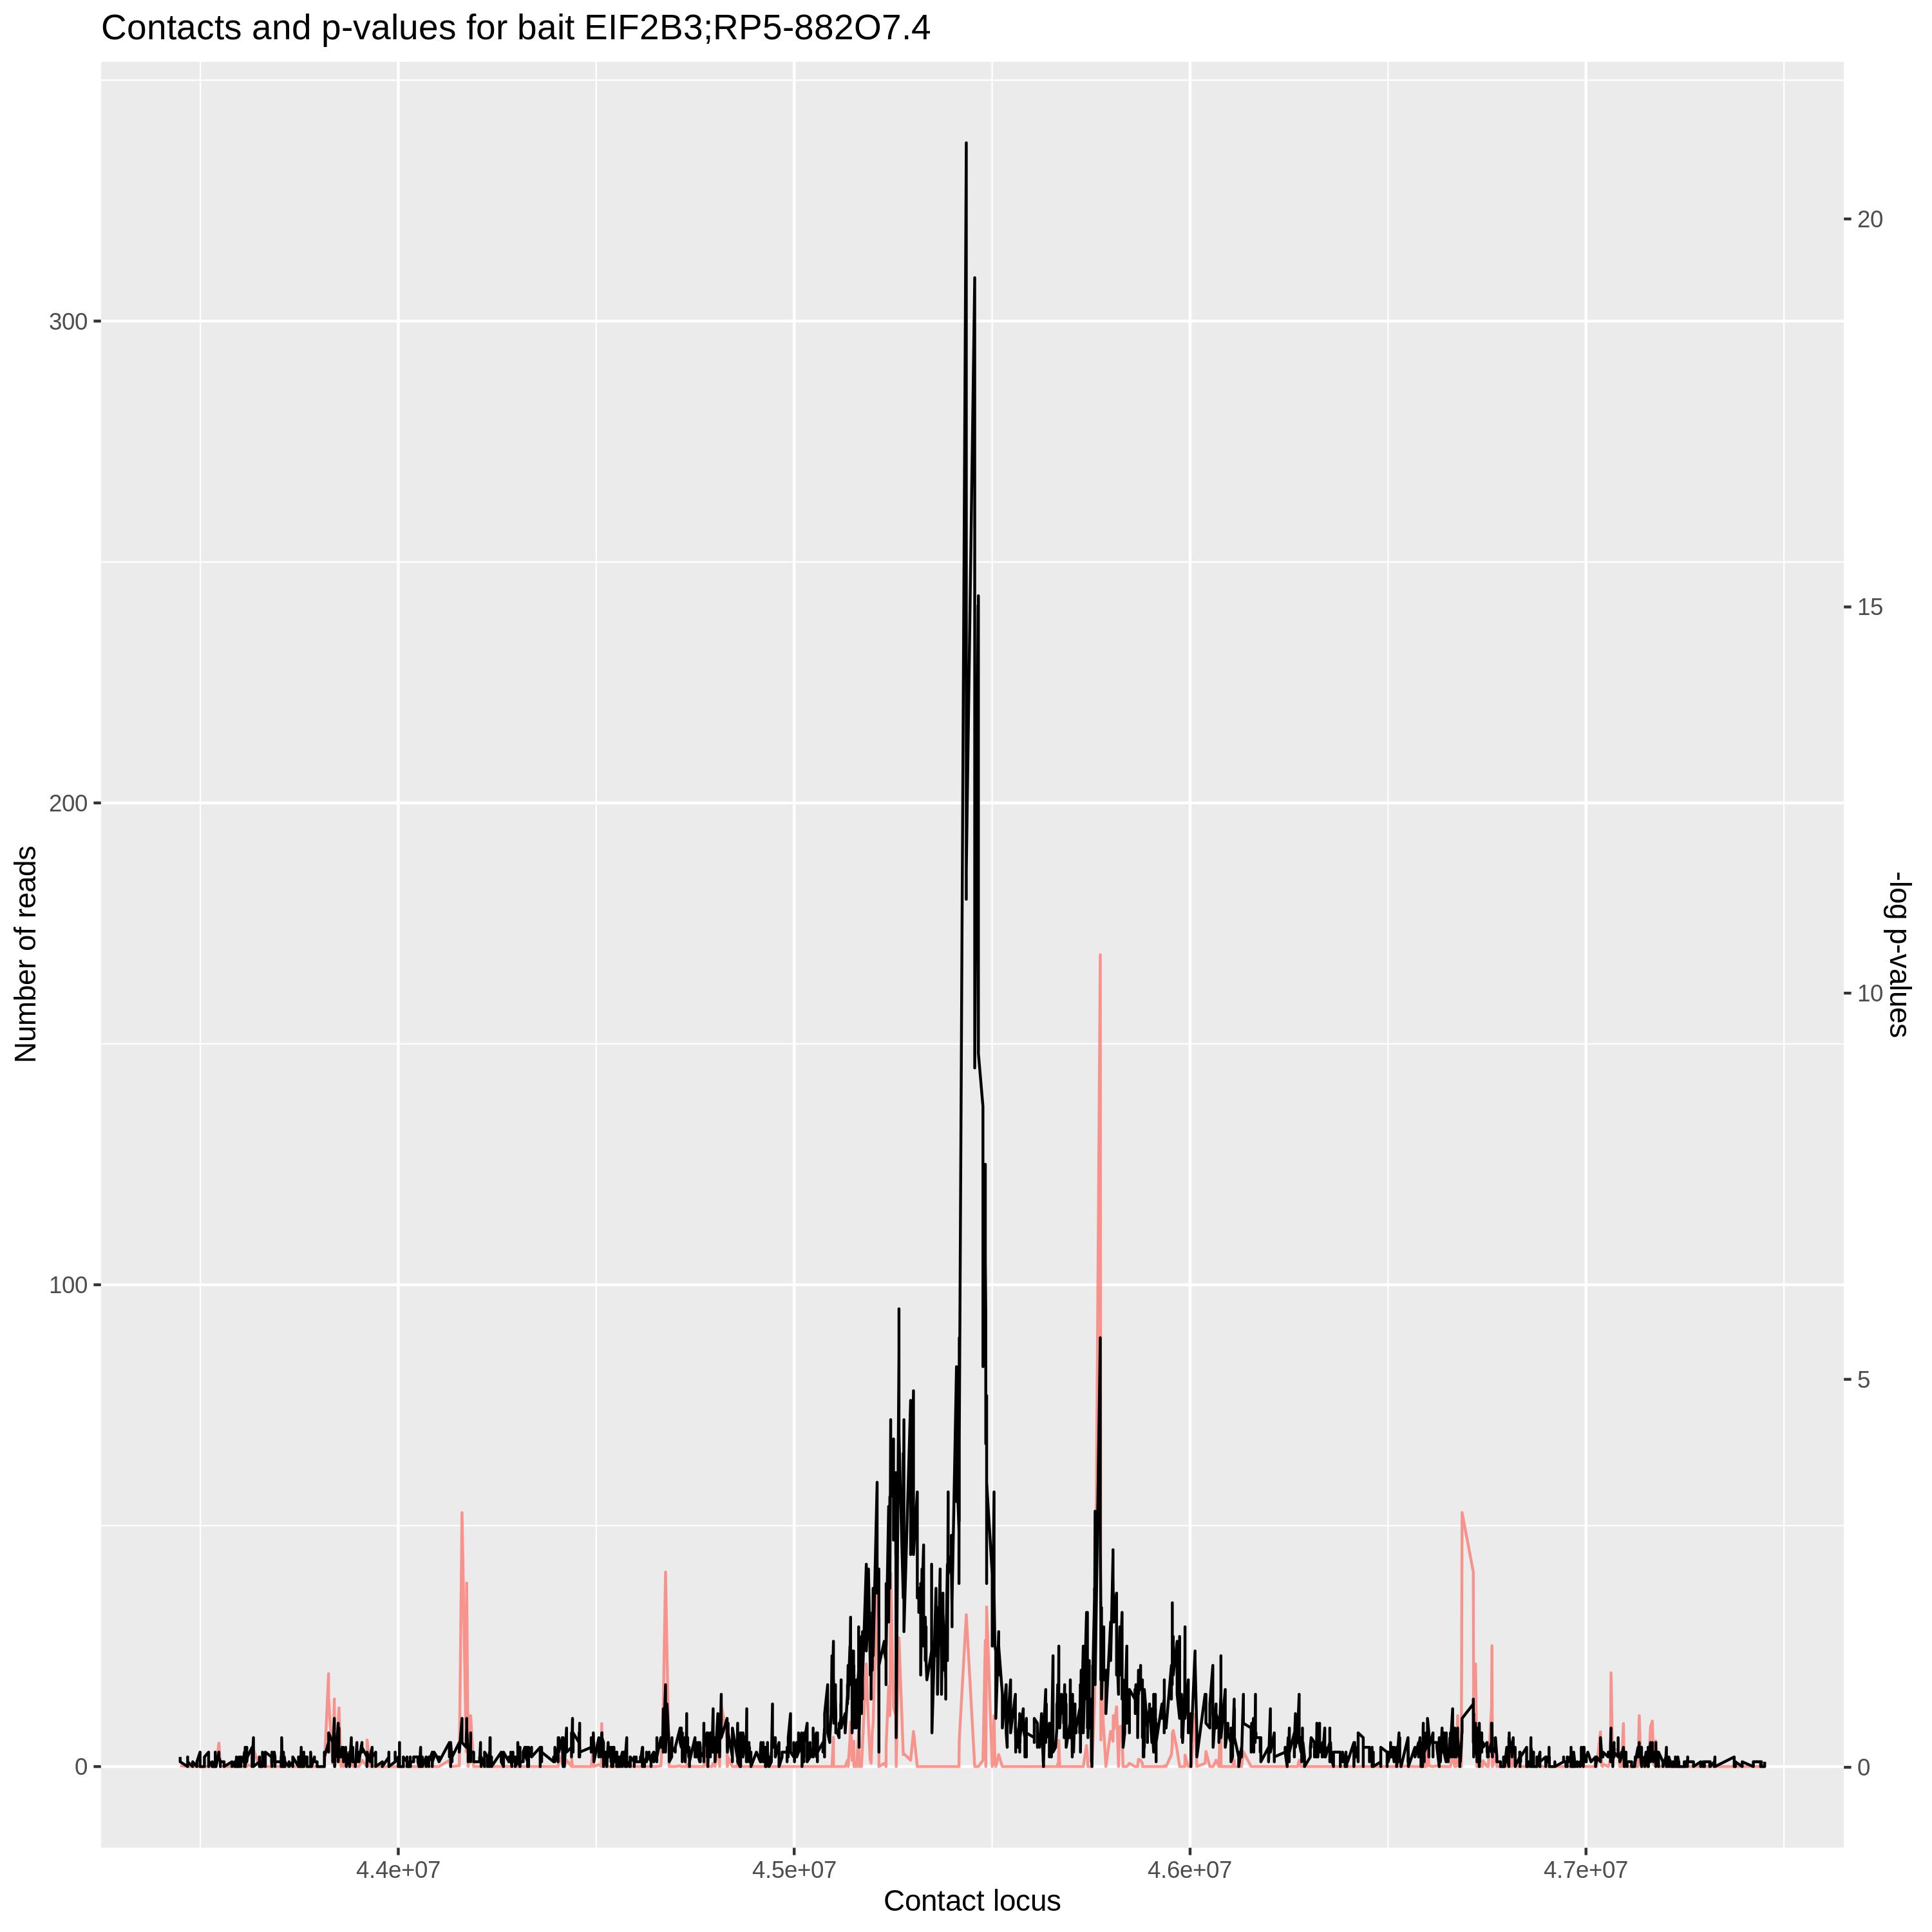 Contacts and p-values for bait EIF2B3;RP5-882O7.4
Number of reads
300
200
100
0
20
15
10
5
0
-log p-values
4.4e+07 4.5e+07 4.6e+07 4.7e+07
Contact locus